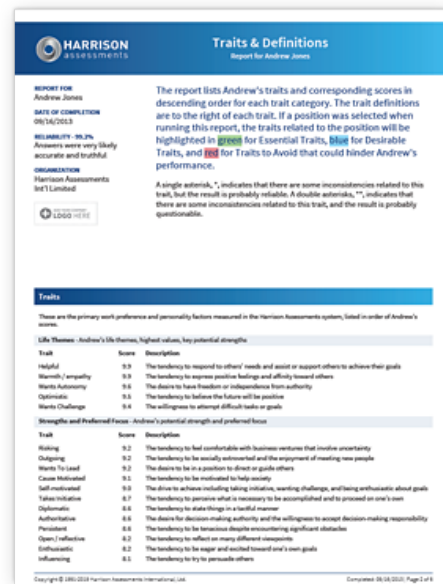 HARRISON
assessments
Traits & Definitions
Report for Andrew Jones
REPORT FOR
Andrew Jones
DATE OF COMPLETION
09/16/2013
RELIABILITY - 99.2%
Answers were very likely
accurate and truthful
ORGANIZATION
Harrison Assessments
Int'l Limited
LOGO HERE
The report lists Andrew's traits and corresponding scores in
descending order for each trait category. The trait definitions
are to the right of each trait. If a position was selected when
running this report, the traits related to the position will be
highlighted in green for Essential Traits, blue for Desirable
Traits, and red for Traits to Avoid that could hinder Andrew's
performance.
A single asterisk, *, indicates that there are some inconsistencies related to this
trait, but the result is probably reliable. A double asterisks, **, indicates that
there are some inconsistencies related to this trait, and the result is probably
questionable.
Traits
These are the primary work preference and personality factors measured in the Harrison Assessments system, listed in order of Andrew's
scores.
Life Themes - Andrew's life themes, highest values, key potential strengths
Trait Score Description
Helpful 9.9 The tendency to respond to others' needs and assist or support others to achieve their goals
Warmth / empathy 9.9 The tendency to express positive feelings and affinity toward others
Wants Autonomy 9.6 The desire to have freedom or independence from authority
Optimistic 9.5 The tendency to believe the future will be positive
Wants Challenge 9.4 The willingness to attempt difficult tasks or goals
Strengths and Preferred Focus - Andrew's potential strength and preferred focus
Trait Score Description
Risking 9.2 The tendency to feel comfortable with business ventures that involve uncertainty
Outgoing 9.2 The tendency to be socially extroverted and the enjoyment of meeting new people
Wants To Lead 9.2 The desire to be in a position to direct or guide others
Cause Motivated 9.1 The tendency to be motivated to help society
Self-motivated 9.0 The drive to achieve including taking initiative, wanting challenge, and being enthusiastic about goals
Takes Initiative 8.7 The tendency to perceive what is necessary to be accomplished and to proceed on one's own
Diplomatic 8.6 The tendency to state things in a tactful manner
Authoritative 8.6 The desire for decision-making authority and the willingness to accept decision-making responsibility
Persistent 8.6 The tendency to be tenacious despite encountering significant obstacles
Open / reflective 8.2 The tendency to reflect on many different viewpoints
Enthusiastic 8.2 The tendency to be eager and excited toward one's own goals
Influencing 8.1 The tendency to try to persuade others
Copyright © 1991-2019 Harrison Assessments International, Ltd.
Completed: 09/16/2013, Page